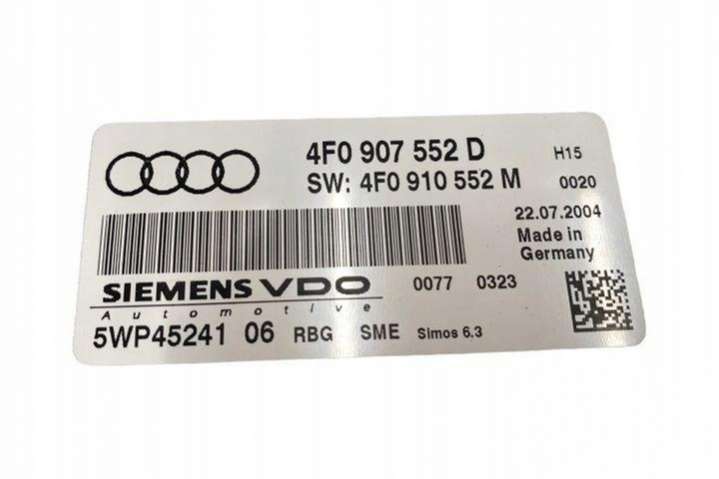 4F0 907 552 D H15
SW: 4F0 910 552 M 0020
22.07.2004
Made in
Germany
SIEMENS VDO 0077 0323
Automotive
5WP45241 06 RBG SME Simos 6.3